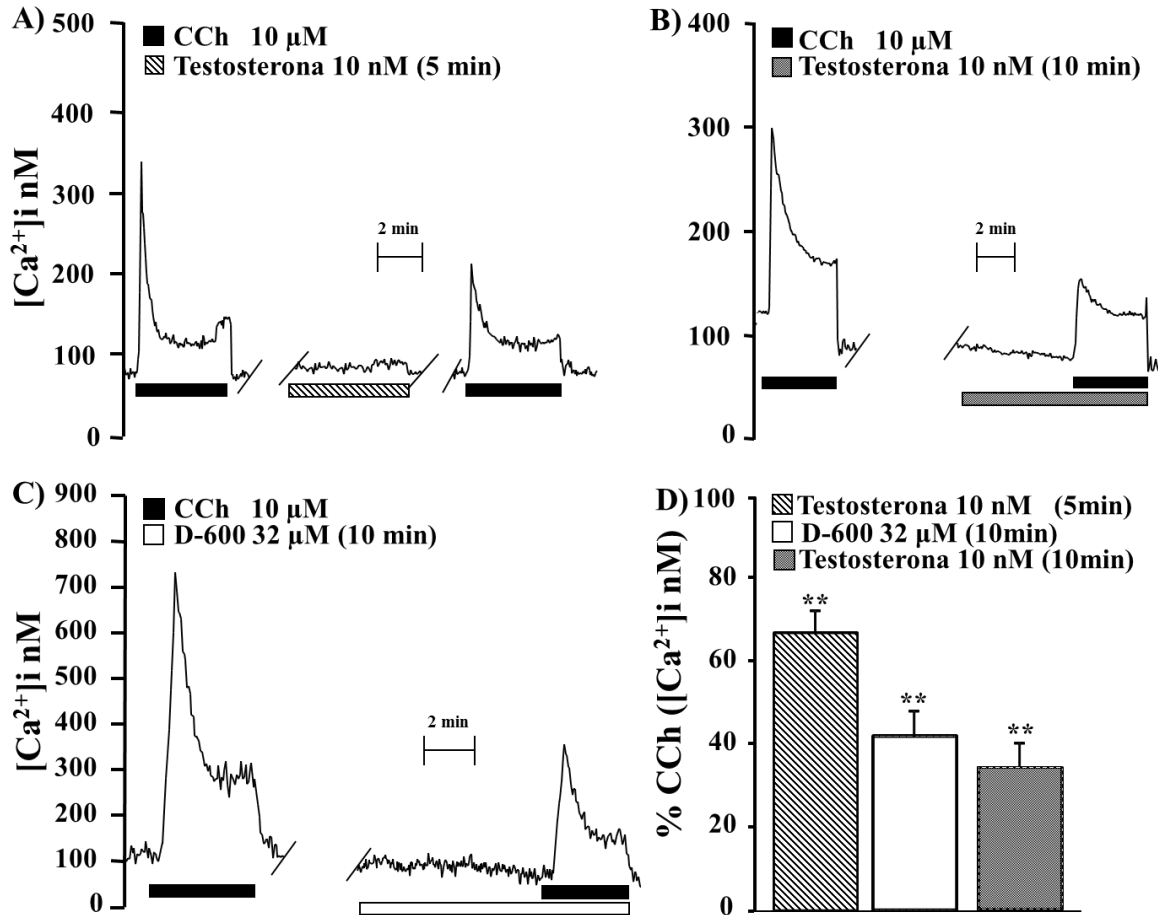 A)
500
400
300
200
100
0
[Ca²⁺]i nM
CCh 10 µM
Testosterona 10 nM (5 min)
2 min
B)
400
300
200
100
0
CCh 10 µM
Testosterona 10 nM (10 min)
2 min
C)
900
800
700
600
500
400
300
200
100
0
[Ca²⁺]i nM
CCh 10 µM
D-600 32 µM (10 min)
2 min
D)
100
80
60
40
20
0
% CCh ([Ca²⁺]i nM)
Testosterona 10 nM (5min)
D-600 32 µM (10min)
Testosterona 10 nM (10min)
**
**
**